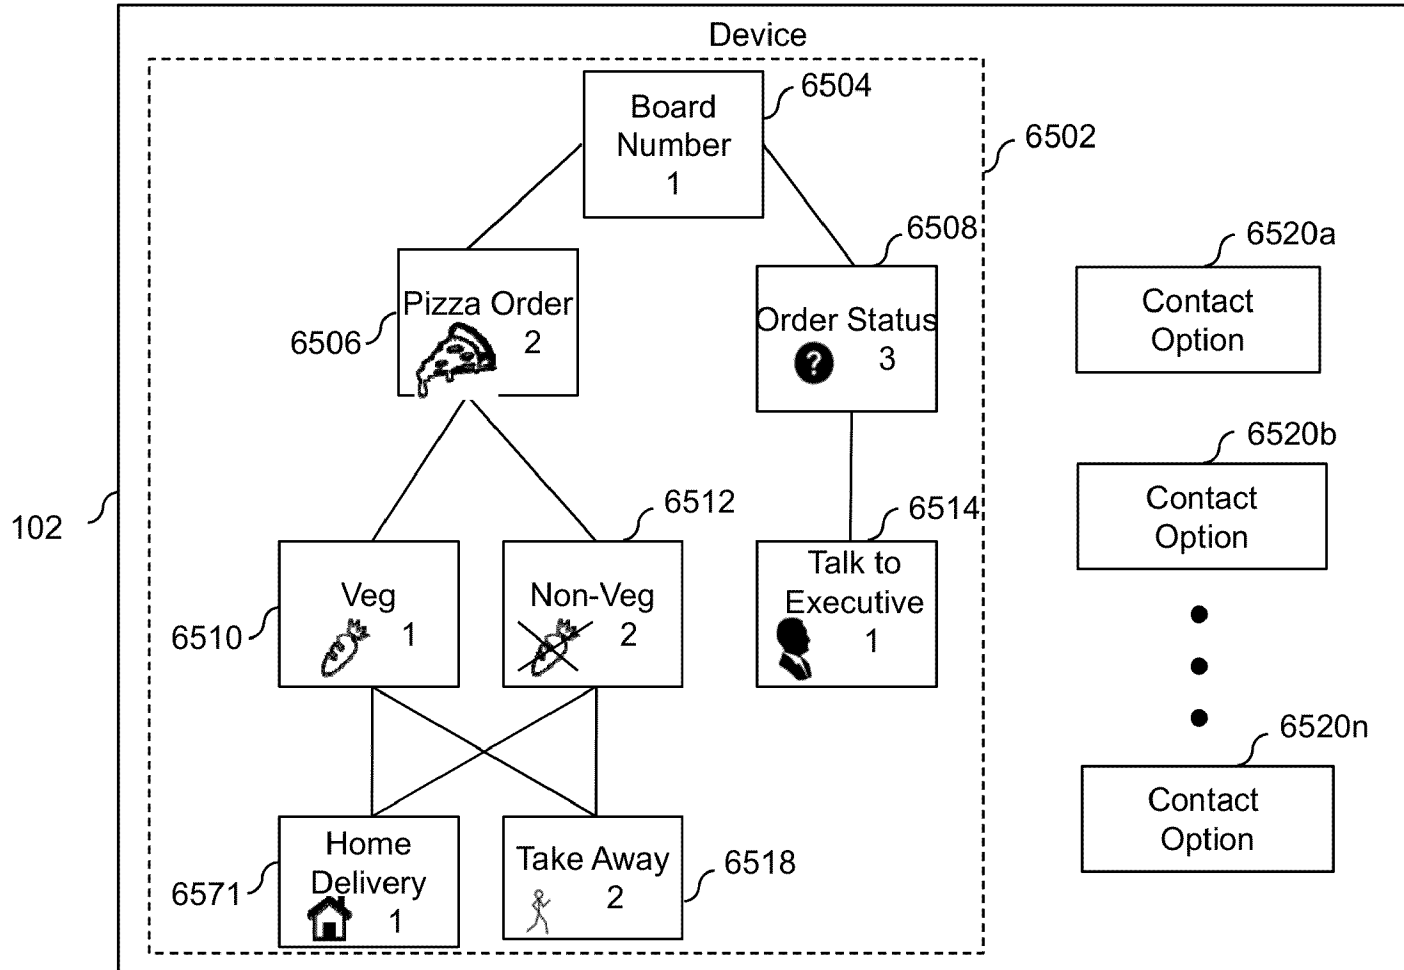 Device
6504
Board
Number
1
6502
6508
6520a
Pizza Order
2
6506
Order Status
?
3
Contact
Option
6520b
Contact
Option
102
6512
6514
Veg
1
6510
Non-Veg
2
Talk to
Executive
1
6520n
Contact
Option
Home
Delivery
1
6571
Take Away
2
6518